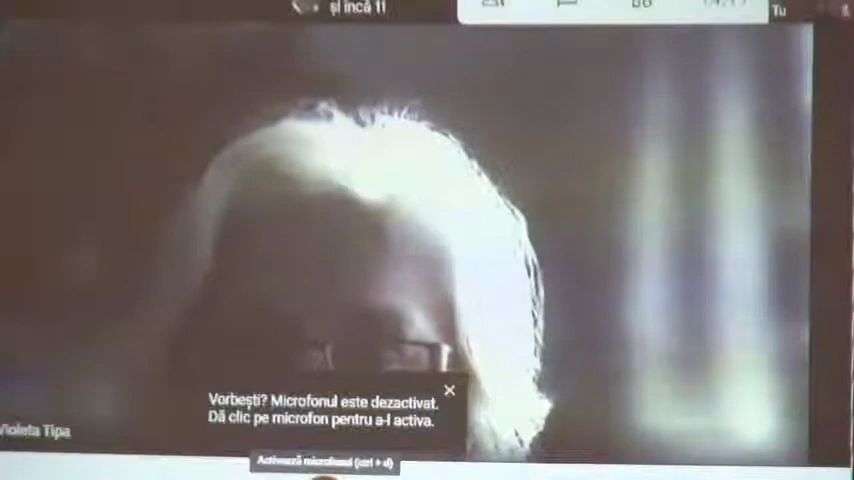 și încă 11
Tu
Vorbești? Microfonul este dezactivat.
Dă clic pe microfon pentru a-l activa.
Violeta Tipa
Activează microfonul (ctrl + d)